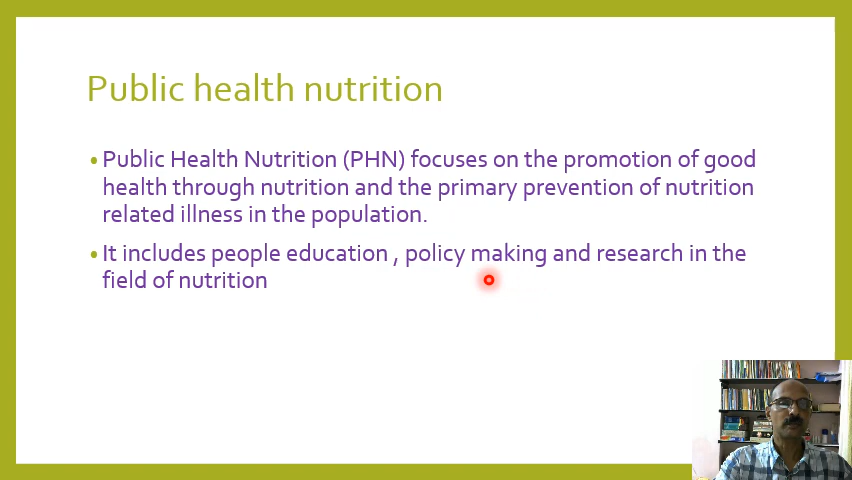 Public health nutrition
• Public Health Nutrition (PHN) focuses on the promotion of good
health through nutrition and the primary prevention of nutrition
related illness in the population.
• It includes people education , policy making and research in the
field of nutrition